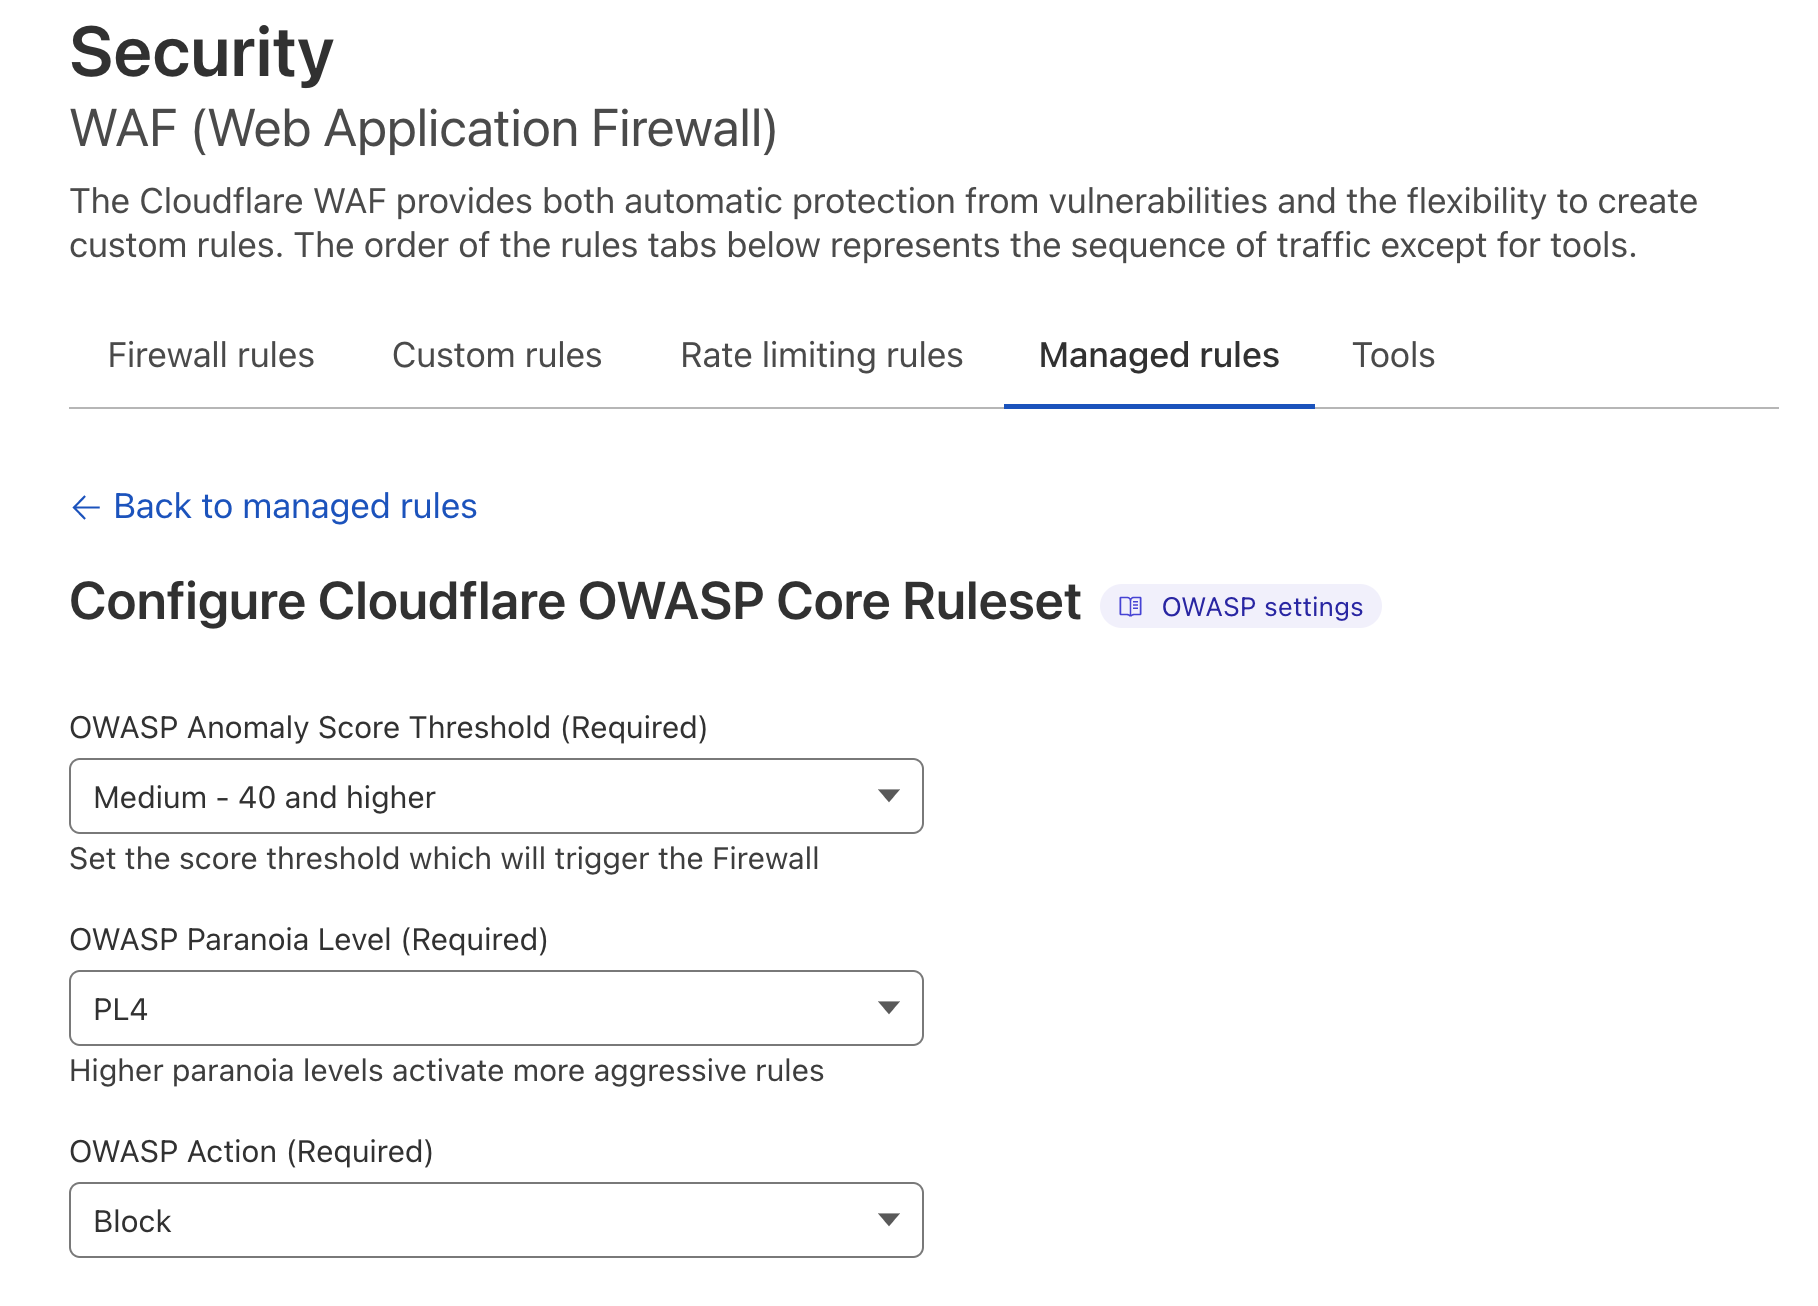 Security
WAF (Web Application Firewall)
The Cloudflare WAF provides both automatic protection from vulnerabilities and the flexibility to create
custom rules. The order of the rules tabs below represents the sequence of traffic except for tools.
Firewall rules Custom rules Rate limiting rules Managed rules Tools
← Back to managed rules
Configure Cloudflare OWASP Core Ruleset OWASP settings
OWASP Anomaly Score Threshold (Required)
Medium - 40 and higher
Set the score threshold which will trigger the Firewall
OWASP Paranoia Level (Required)
PL4
Higher paranoia levels activate more aggressive rules
OWASP Action (Required)
Block